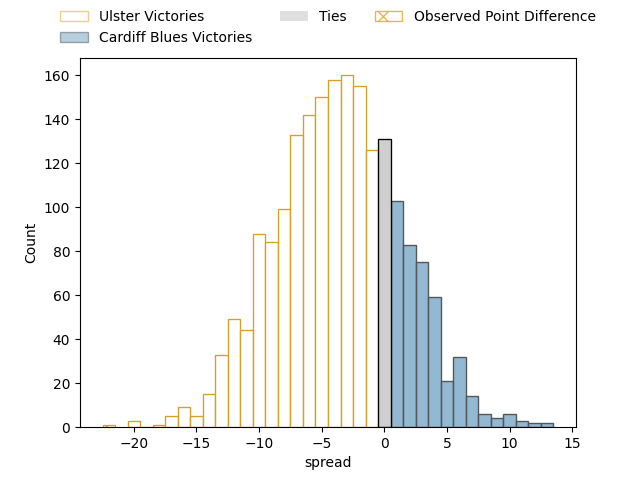 Ulster Victories
Cardiff Blues Victories
Ties
Observed Point Difference
160
140
120
100
80
60
40
20
0
Count
−20
−15
−10
−5
0
5
10
15
spread